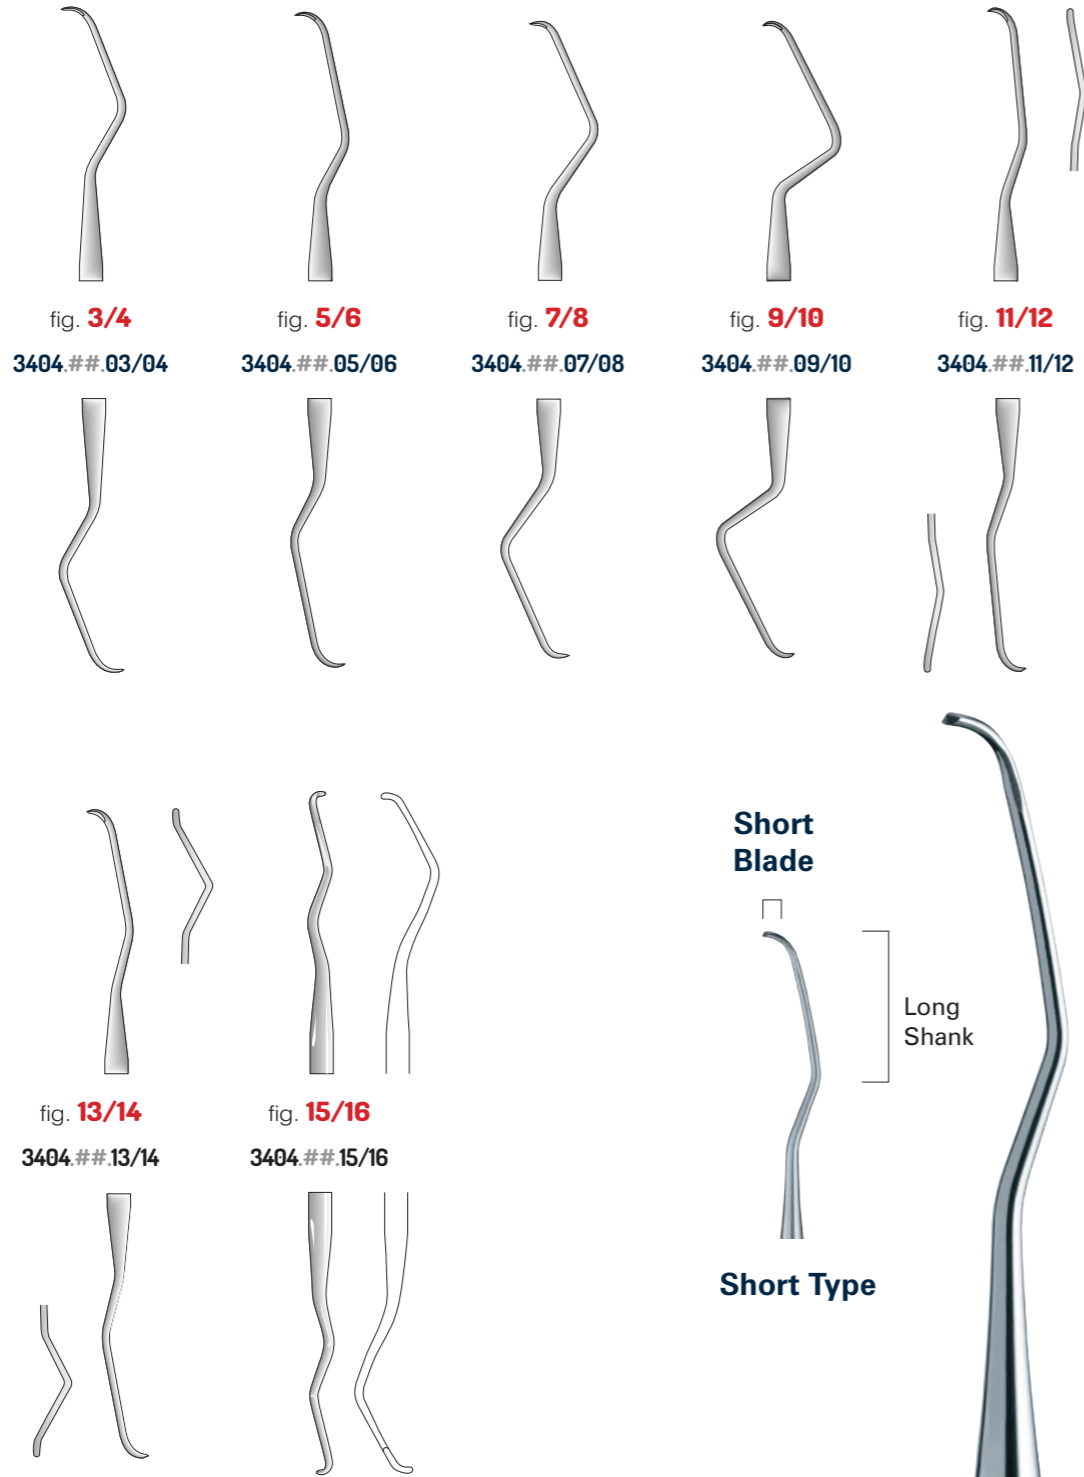 fig. 3/4
3404.##.03/04
fig. 5/6
3404.##.05/06
fig. 7/8
3404.##.07/08
fig. 9/10
3404.##.09/10
fig. 11/12
3404.##.11/12
fig. 13/14
3404.##.13/14
fig. 15/16
3404.##.15/16
Short
Blade
Long
Shank
Short Type